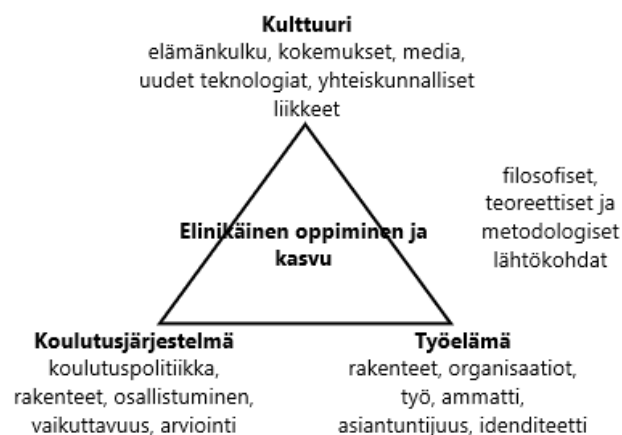 Kulttuuri
elämänkulku, kokemukset, media,
uudet teknologiat, yhteiskunnalliset
liikkeet
filosofiset,
teoreettiset ja
metodologiset
lähtökohdat
Elinikäinen oppiminen ja
kasvu
Koulutusjärjestelmä
koulutuspolitiikka,
rakenteet, osallistuminen,
vaikuttavuus, arviointi
Työelämä
rakenteet, organisaatiot,
työ, ammatti,
asiantuntijuus, idenditeetti